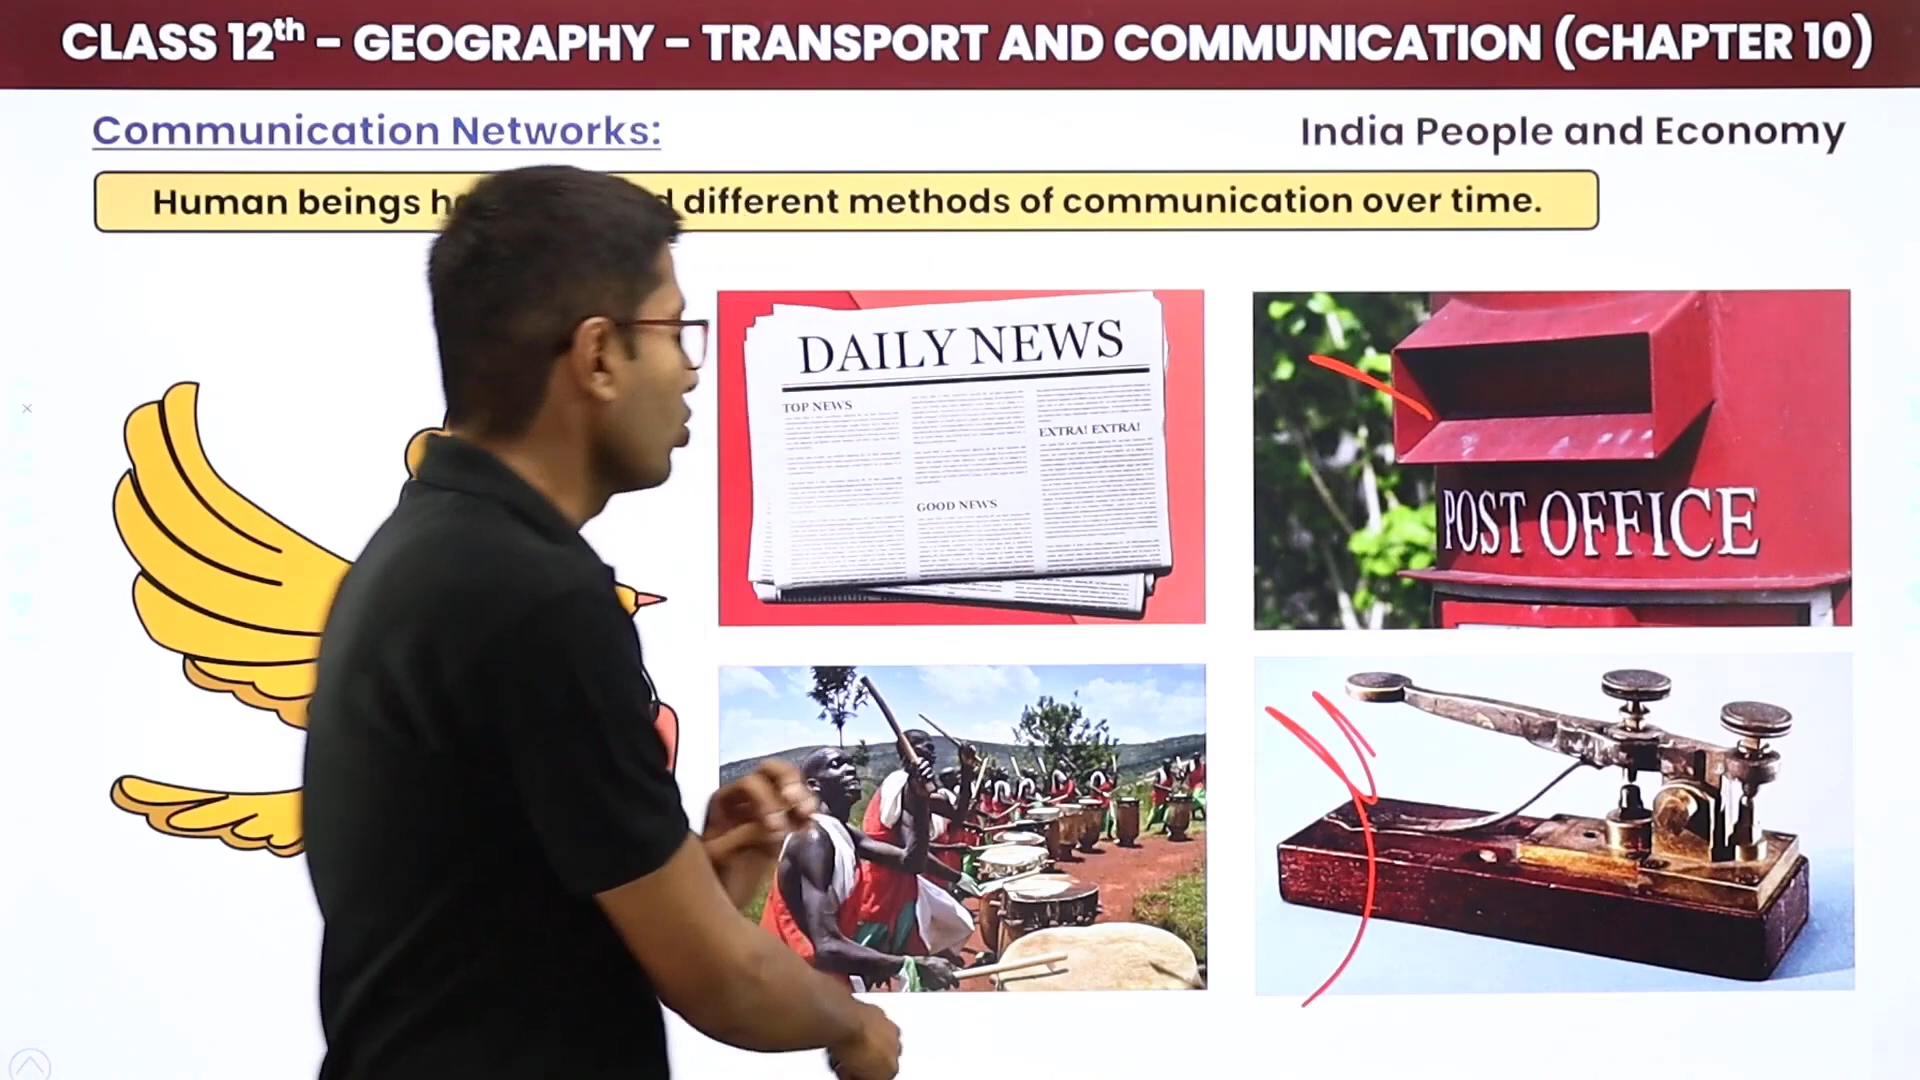 CLASS 12th - GEOGRAPHY - TRANSPORT AND COMMUNICATION (CHAPTER 10)
Communication Networks:
India People and Economy
Human beings different methods of communication over time.
DAILY NEWS
TOP NEWS
EXTRA! EXTRA!
GOOD NEWS
POST OFFICE